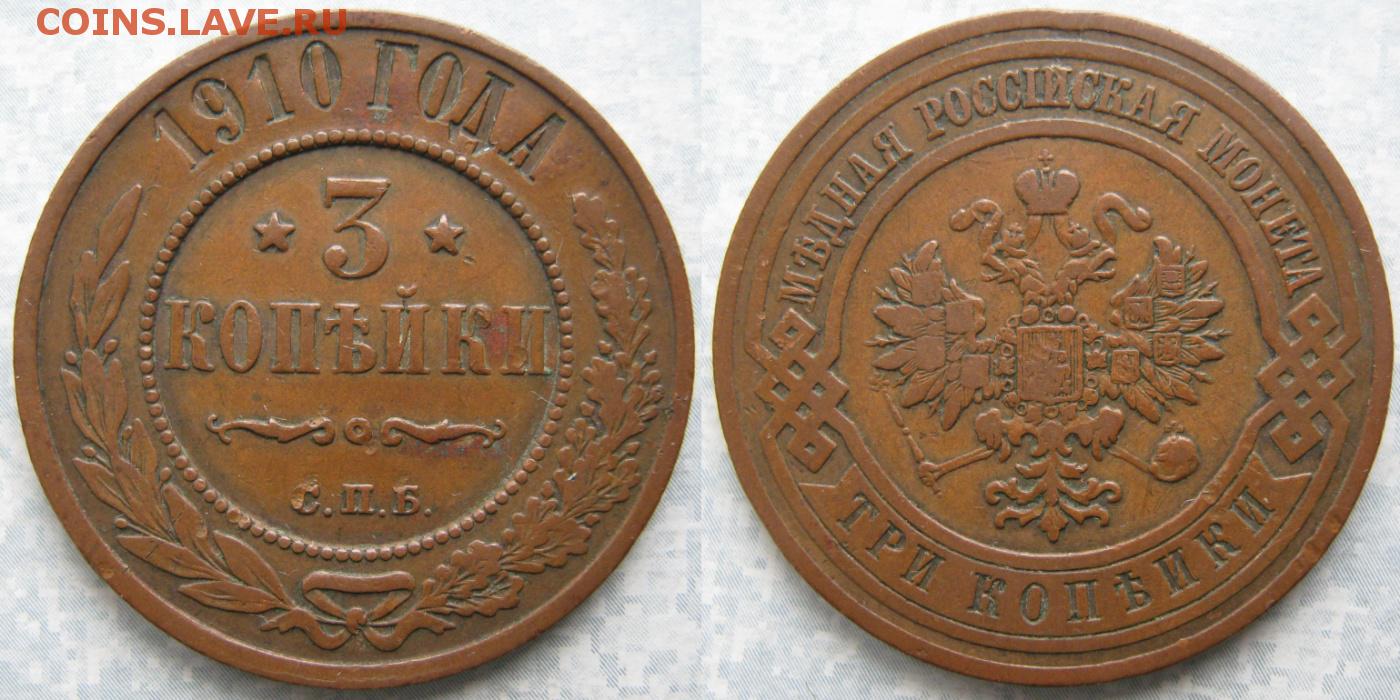 COINS.LAVE.RU
1910 ГОДА
3
КОПѢЙКИ
С.П.Б.
МѢДНАЯ РОССІЙСКАЯ МОНЕТА
ТРИ КОПѢЙКИ